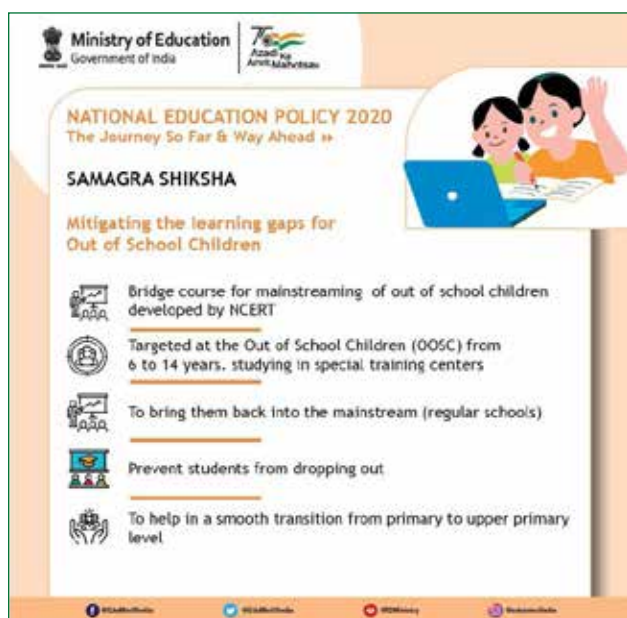 Ministry of Education
Government of India
Azadi Ka
Amrit Mahotsav
NATIONAL EDUCATION POLICY 2020
The Journey So Far & Way Ahead »
SAMAGRA SHIKSHA
Mitigating the learning gaps for
Out of School Children
Bridge course for mainstreaming of out of school children
developed by NCERT
Targeted at the Out of School Children (OOSC) from
6 to 14 years. studying in special training centers
To bring them back into the mainstream (regular schools)
Prevent students from dropping out
To help in a smooth transition from primary to upper primary
level